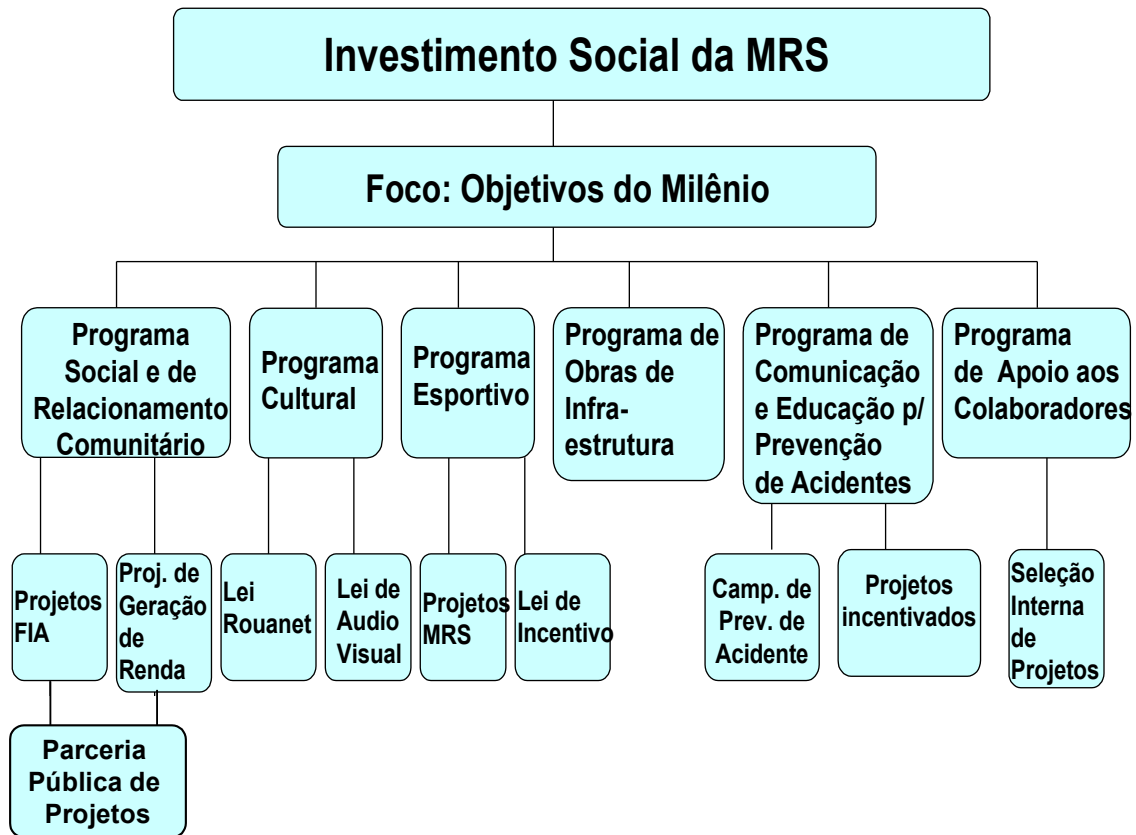 Investimento Social da MRS
Foco: Objetivos do Milênio
Programa
Social e de
Relacionamento
Comunitário
Programa
Cultural
Programa
Esportivo
Programa de
Obras de
Infra-
estrutura
Programa de
Comunicação
e Educação p/
Prevenção
de Acidentes
Programa
de Apoio aos
Colaboradores
Projetos
FIA
Proj. de
Geração
de
Renda
Lei
Rouanet
Lei de
Audio
Visual
Projetos
MRS
Lei de
Incentivo
Camp. de
Prev. de
Acidente
Projetos
incentivados
Seleção
Interna
de
Projetos
Parceria
Pública de
Projetos